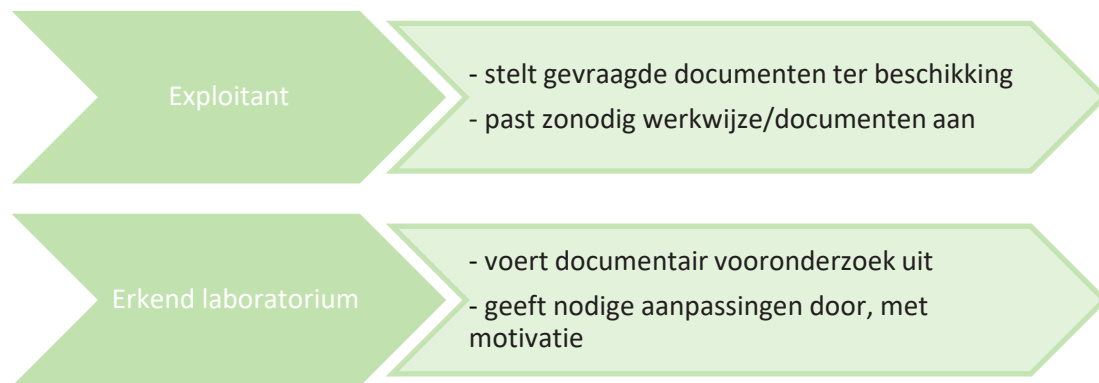 Exploitant
- stelt gevraagde documenten ter beschikking
- past zonodig werkwijze/documenten aan
Erkend laboratorium
- voert documentair vooronderzoek uit
- geeft nodige aanpassingen door, met
motivatie